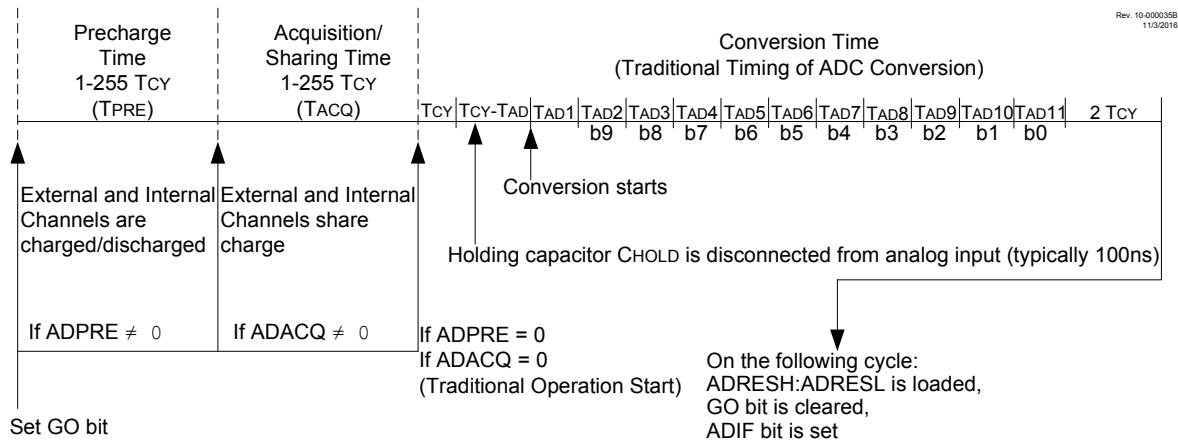 Rev. 10-000035B
11/3/2016
Precharge
Time
1-255 TCY
(TPRE)
Acquisition/
Sharing Time
1-255 TCY
(TACQ)
Conversion Time
(Traditional Timing of ADC Conversion)
TCY TCY-TAD TAD1 TAD2 TAD3 TAD4 TAD5 TAD6 TAD7 TAD8 TAD9 TAD10 TAD11 2 TCY
b9 b8 b7 b6 b5 b4 b3 b2 b1 b0
External and Internal
Channels are
charged/discharged
External and Internal
Channels share
charge
Conversion starts
Holding capacitor CHOLD is disconnected from analog input (typically 100ns)
If ADPRE ≠ 0
If ADACQ ≠ 0
If ADPRE = 0
If ADACQ = 0
(Traditional Operation Start)
On the following cycle:
ADRESH:ADRESL is loaded,
GO bit is cleared,
ADIF bit is set
Set GO bit